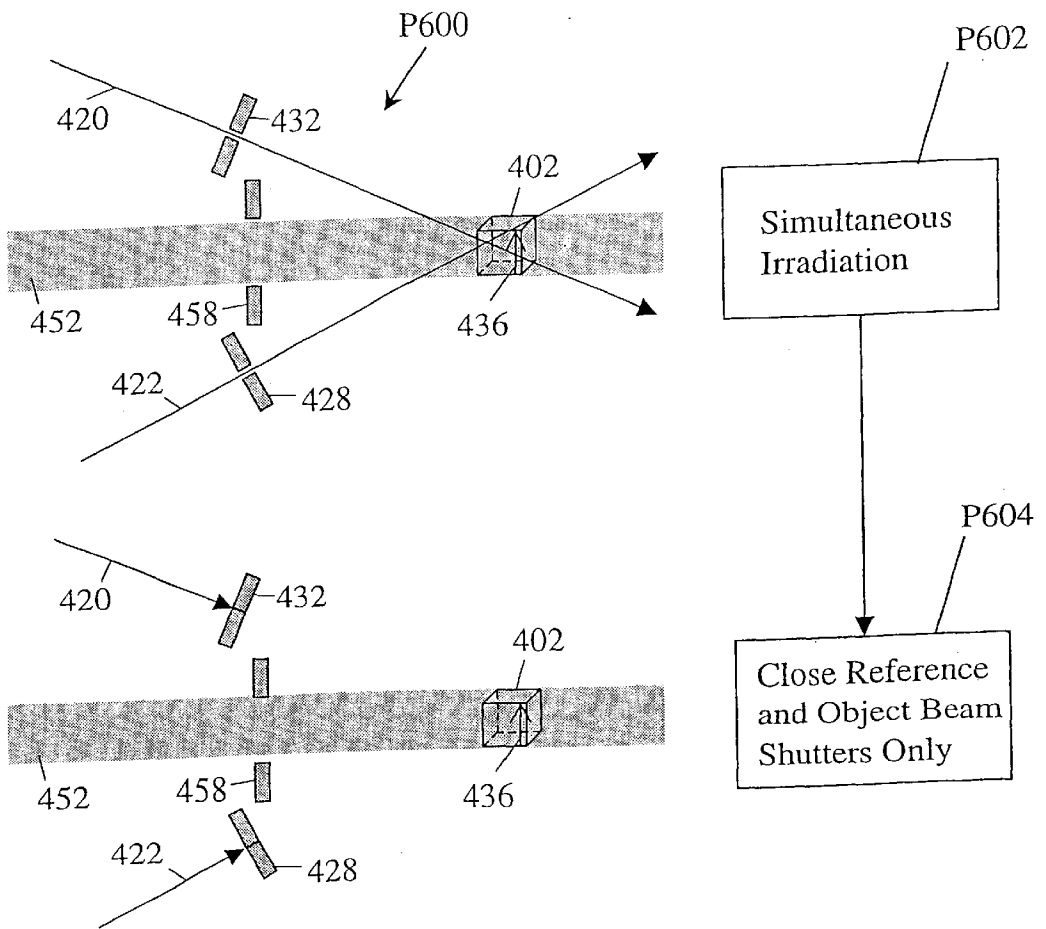 P600
P602
420
432
402
Simultaneous
Irradiation
452
458
436
422
428
P604
420
432
402
Close Reference
and Object Beam
Shutters Only
452
458
436
422
428